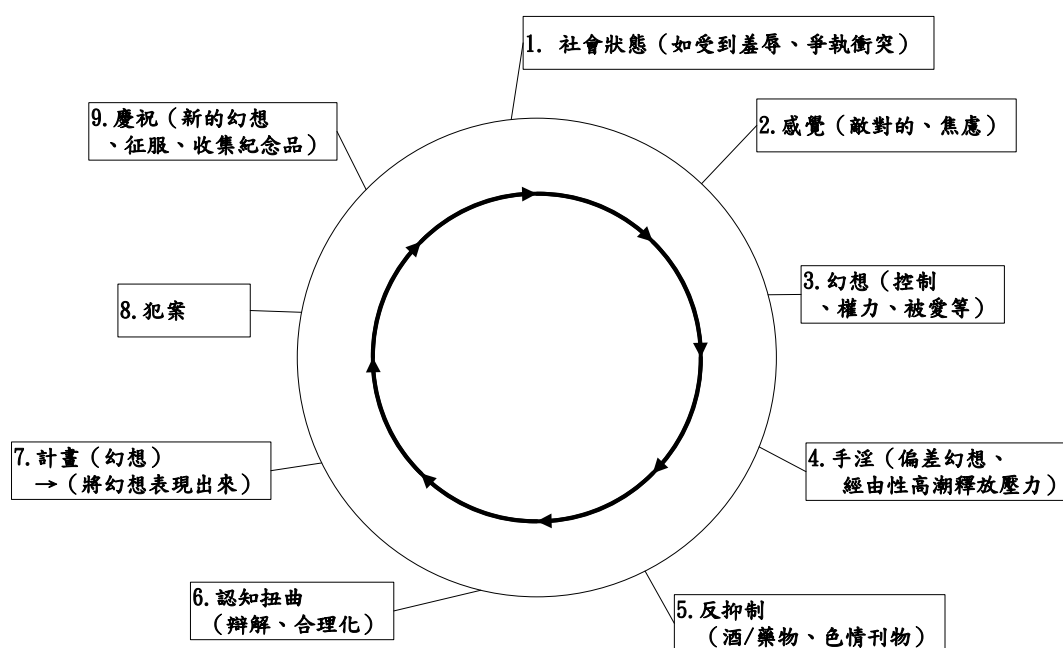 1. 社會狀態（如受到羞辱、爭執衝突）
2.感覺（敵對的、焦慮）
3.幻想（控制
、權力、被愛等）
4.手淫（偏差幻想、
經由性高潮釋放壓力）
5.反抑制
（酒/藥物、色情刊物）
6.認知扭曲
（辯解、合理化）
7.計畫（幻想）
→（將幻想表現出來）
8.犯案
9.慶祝（新的幻想
、征服、收集紀念品）